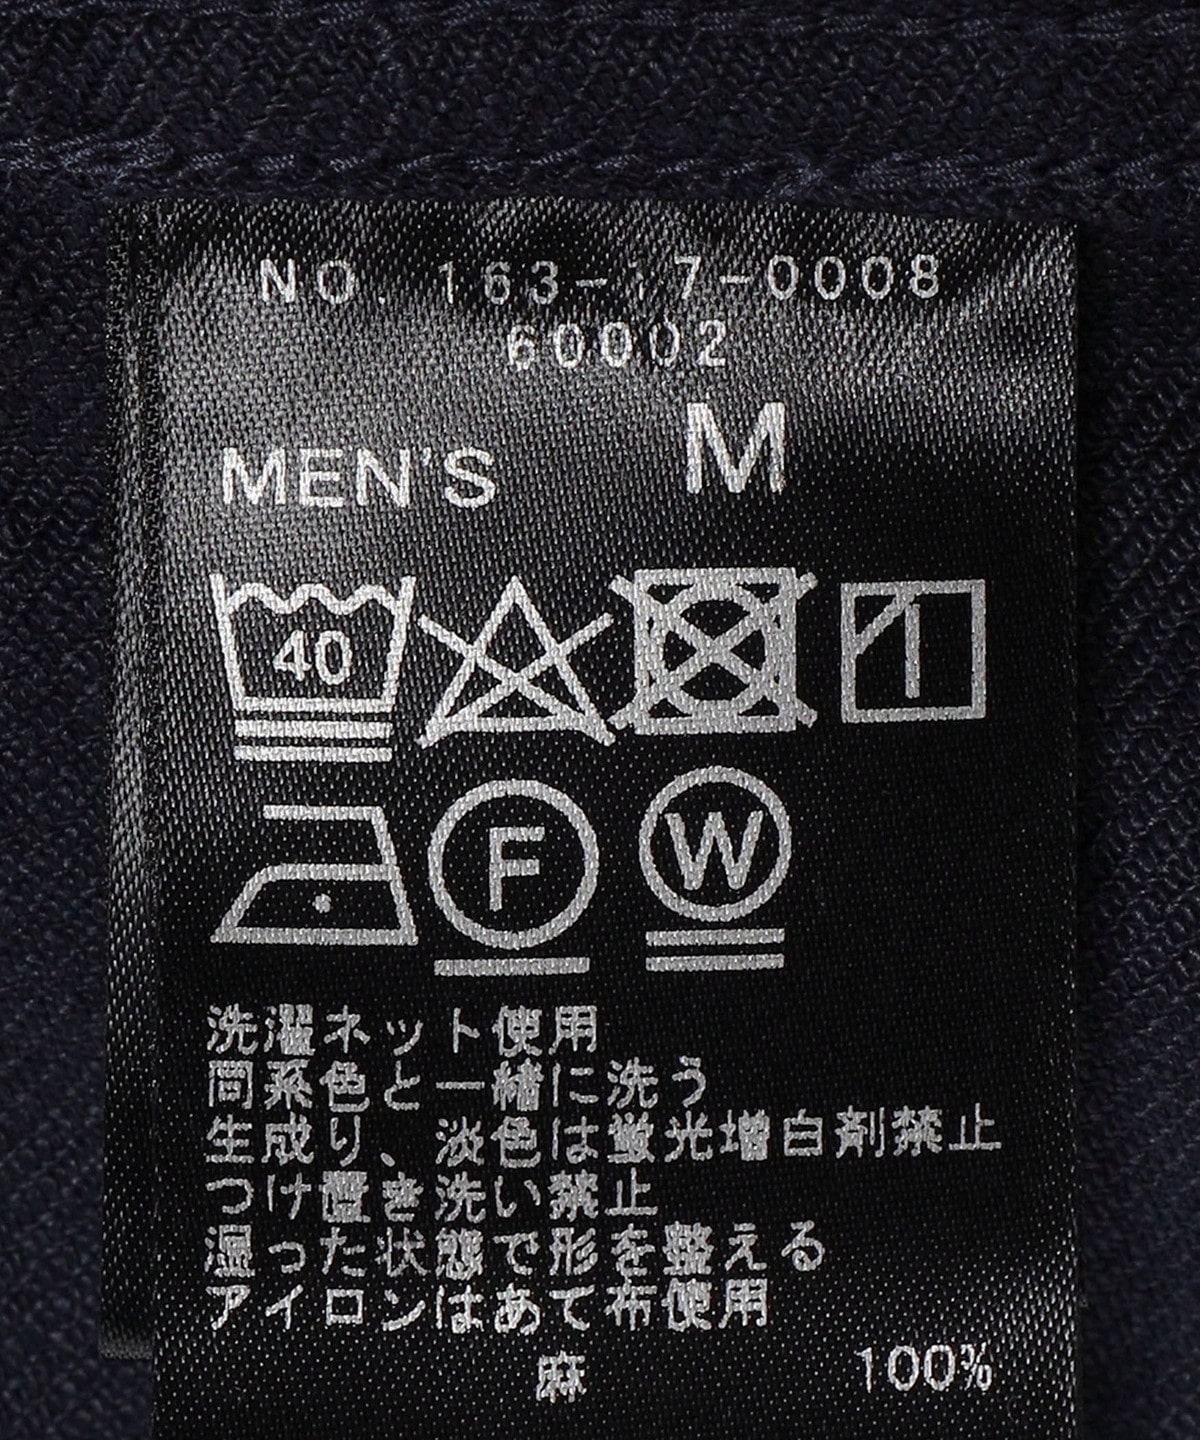 NO. 163-17-0008
60002
MEN'S M
40
F W
洗濯ネット使用
同系色と一緒に洗う
生成り、淡色は蛍光増白剤禁止
つけ置き洗い禁止
湿った状態で形を整える
アイロンはあて布使用
麻 100%